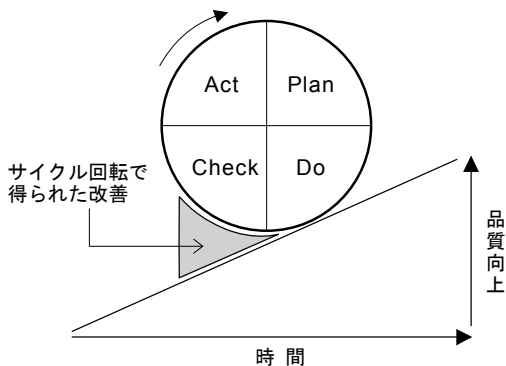 Act
Plan
Check
Do
サイクル回転で
得られた改善
品質向上
時 間